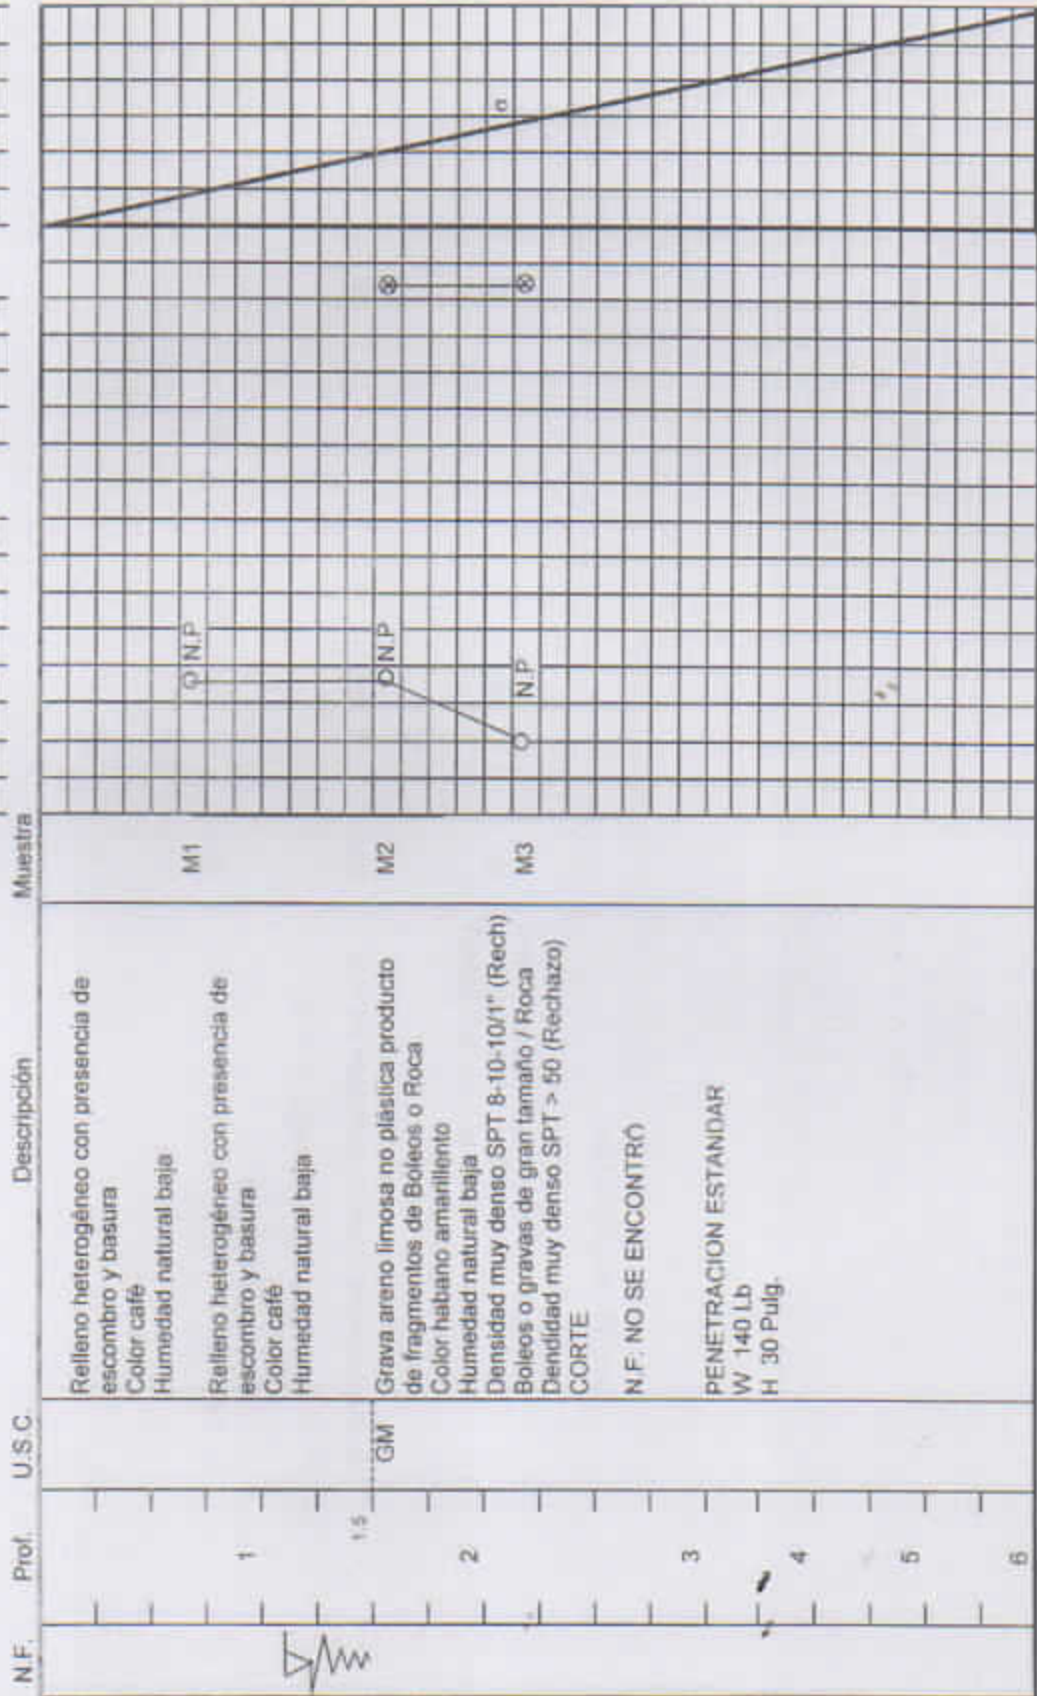 N.F.
Prof.
U.S.C.
Descripción
Muestra
Relleno heterogéneo con presencia de
escombro y basura
Color café
Humedad natural baja
Relleno heterogéneo con presencia de
escombro y basura
Color café
Humedad natural baja
GM
Grava areno limosa no plástica producto
de fragmentos de Boleos o Roca
Color habano amarillento
Humedad natural baja
Densidad muy denso SPT 8-10-10/1" (Rech)
Boleos o gravas de gran tamaño / Roca
Dendidad muy denso SPT > 50 (Rechazo)
CORTE
N.F: NO SE ENCONTRÓ
PENETRACION ESTANDAR
W 140 Lb
H 30 Pulg.
1
1.5
2
3
4
5
6
M1
M2
M3
N.P
N.P
N.P